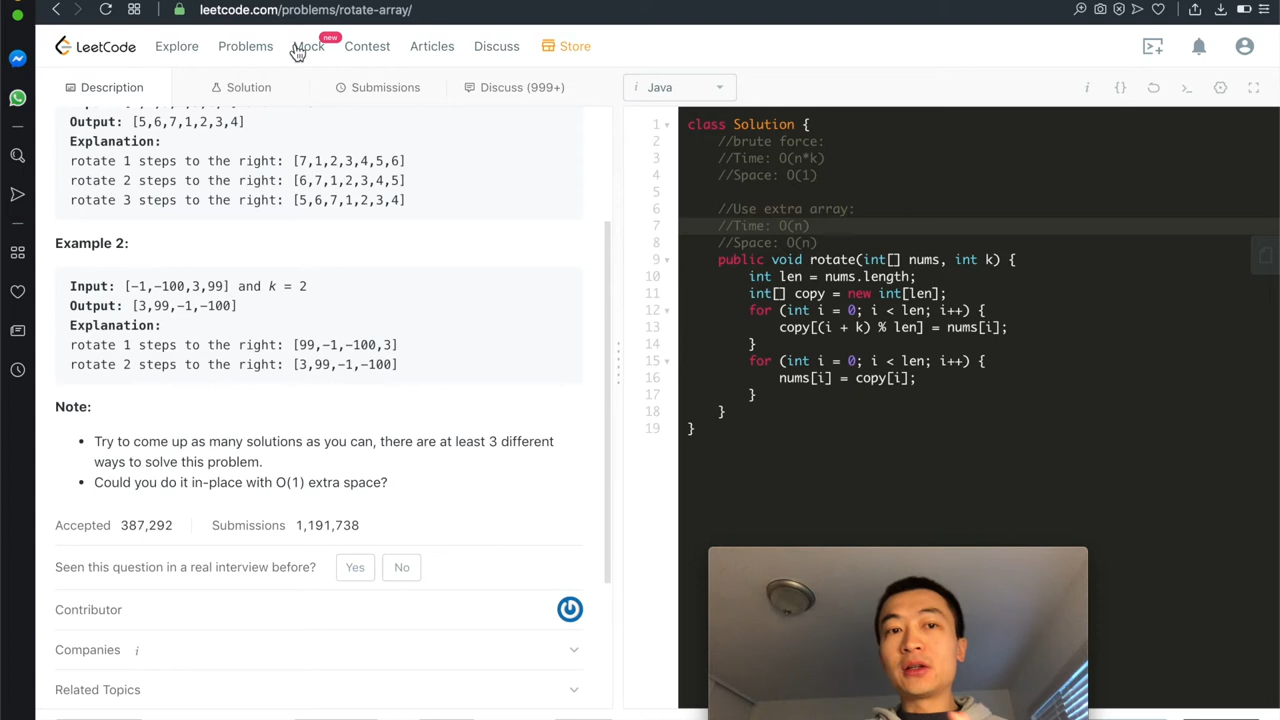 leetcode.com/problems/rotate-array/
LeetCode
Explore
Problems
Mock
new
Contest
Articles
Discuss
Store
Description
Solution
Submissions
Discuss (999+)
Output: [5,6,7,1,2,3,4]
Explanation:
rotate 1 steps to the right: [7,1,2,3,4,5,6]
rotate 2 steps to the right: [6,7,1,2,3,4,5]
rotate 3 steps to the right: [5,6,7,1,2,3,4]
Example 2:
Input: [-1,-100,3,99] and k = 2
Output: [3,99,-1,-100]
Explanation:
rotate 1 steps to the right: [99,-1,-100,3]
rotate 2 steps to the right: [3,99,-1,-100]
Note:
• Try to come up as many solutions as you can, there are at least 3 different
ways to solve this problem.
• Could you do it in-place with O(1) extra space?
Accepted 387,292 Submissions 1,191,738
Seen this question in a real interview before? Yes No
Contributor
Companies i
Related Topics
i Java
1 class Solution {
2 //brute force:
3 //Time: O(n*k)
4 //Space: O(1)
5
6 //Use extra array:
7 //Time: O(n)
8 //Space: O(n)
9 public void rotate(int[] nums, int k) {
10 int len = nums.length;
11 int[] copy = new int[len];
12 for (int i = 0; i < len; i++) {
13 copy[(i + k) % len] = nums[i];
14 }
15 for (int i = 0; i < len; i++) {
16 nums[i] = copy[i];
17 }
18 }
19 }